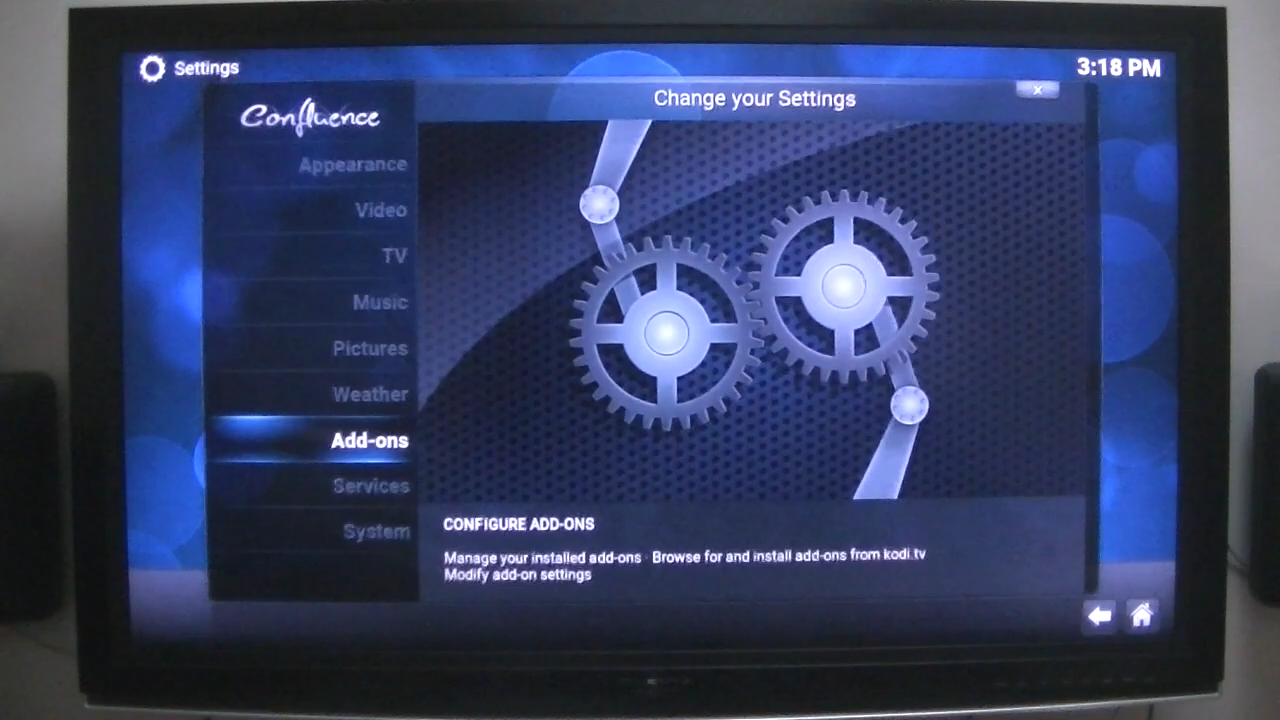 Settings
3:18 PM
Change your Settings
x
Confluence
Appearance
Video
TV
Music
Pictures
Weather
Add-ons
Services
System
CONFIGURE ADD-ONS
Manage your installed add-ons · Browse for and install add-ons from kodi.tv
Modify add-on settings